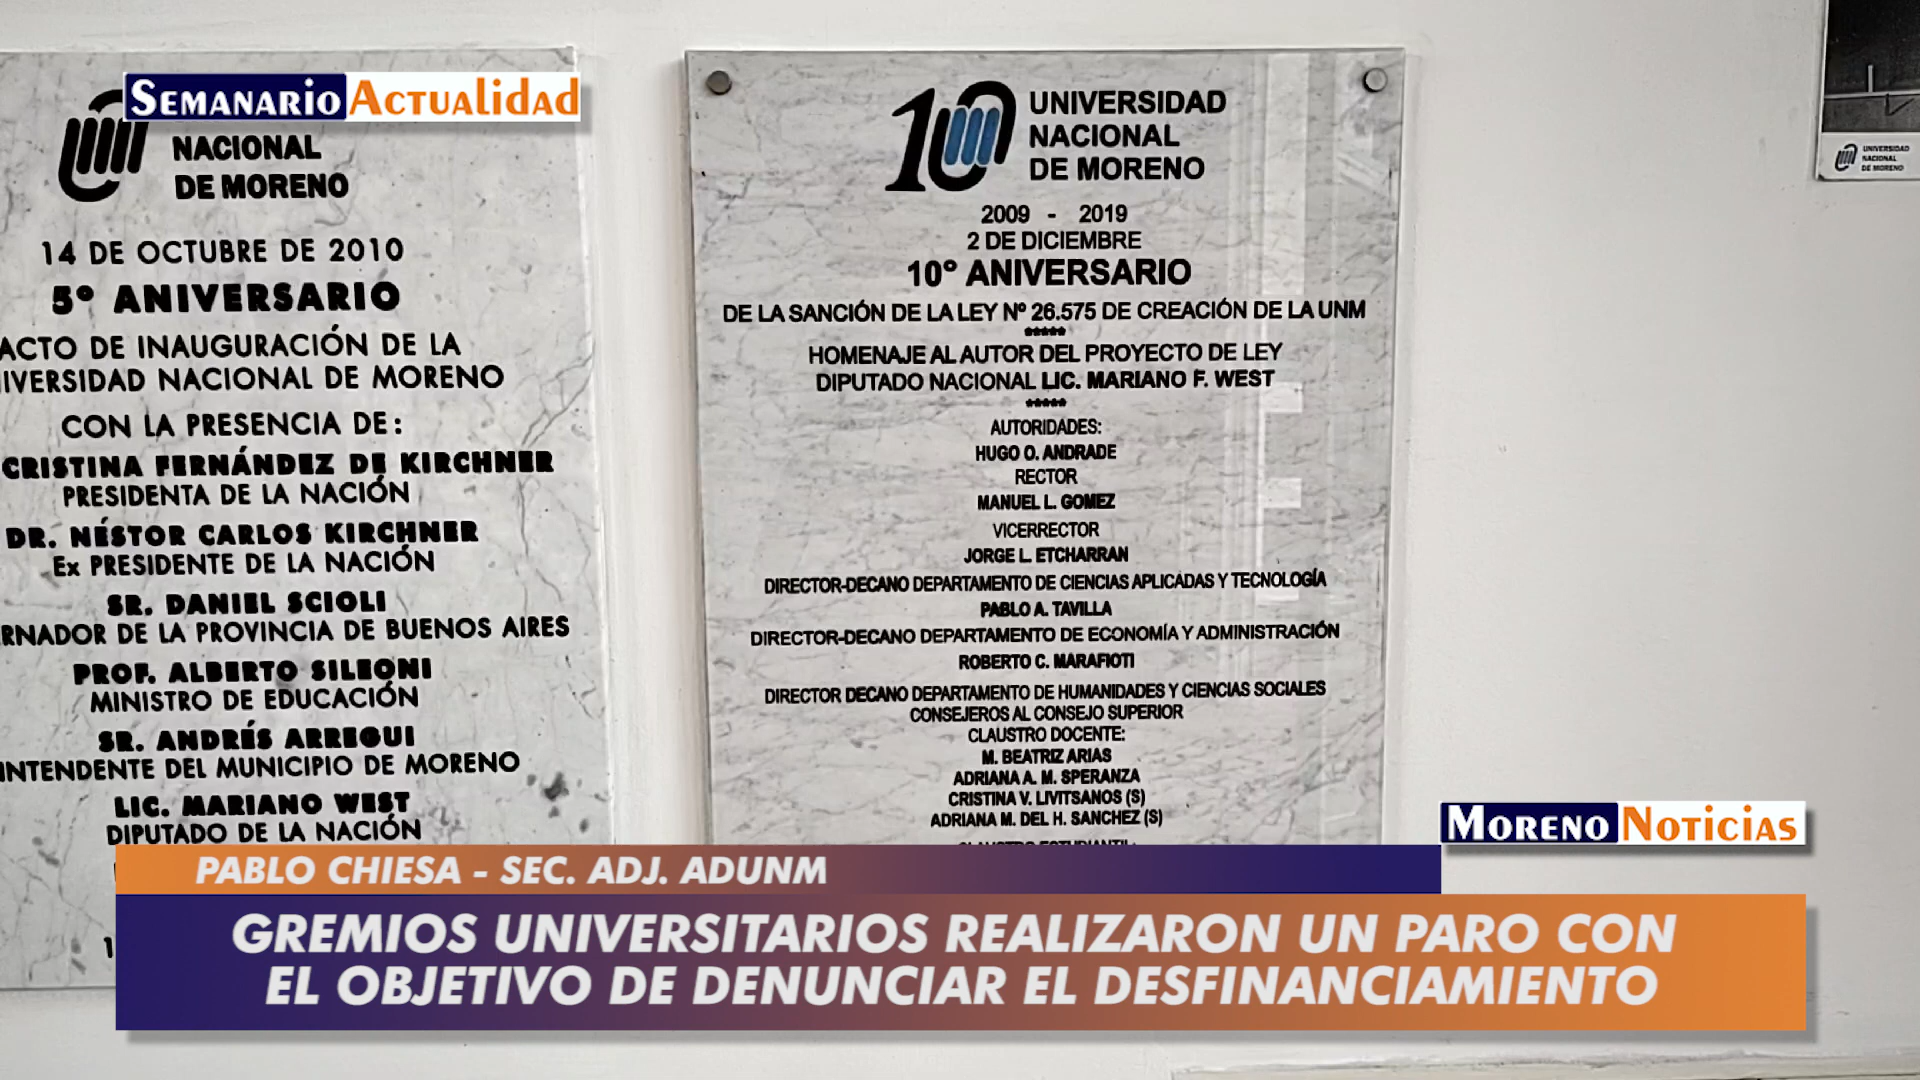 SEMANARIO ACTUALIDAD
NACIONAL
DE MORENO
14 DE OCTUBRE DE 2010
5º ANIVERSARIO
ACTO DE INAUGURACIÓN DE LA
NACIONAL DE MORENO
CON LA PRESENCIA DE:
CRISTINA FERNÁNDEZ DE KIRCHNER
PRESIDENTA DE LA NACIÓN
DR. NÉSTOR CARLOS KIRCHNER
Ex PRESIDENTE DE LA NACIÓN
SR. DANIEL SCIOLI
DE LA PROVINCIA DE BUENOS AIRES
PROF. ALBERTO SILEONI
MINISTRO DE EDUCACIÓN
SR. ANDRÉS ARREGUI
INTENDENTE DEL MUNICIPIO DE MORENO
LIC. MARIANO WEST
DIPUTADO DE LA NACIÓN
10 UNIVERSIDAD
NACIONAL
DE MORENO
2009 - 2019
2 DE DICIEMBRE
10º ANIVERSARIO
DE LA SANCIÓN DE LA LEY Nº 26.575 DE CREACIÓN DE LA UNM
*****
HOMENAJE AL AUTOR DEL PROYECTO DE LEY
DIPUTADO NACIONAL LIC. MARIANO F. WEST
*****
AUTORIDADES:
HUGO O. ANDRADE
RECTOR
MANUEL L. GOMEZ
VICERRECTOR
JORGE L. ETCHARRAN
DIRECTOR-DECANO DEPARTAMENTO DE CIENCIAS APLICADAS Y TECNOLOGÍA
PABLO A. TAVILLA
DIRECTOR-DECANO DEPARTAMENTO DE ECONOMÍA Y ADMINISTRACIÓN
ROBERTO C. MARAFIOTI
DIRECTOR DECANO DEPARTAMENTO DE HUMANIDADES Y CIENCIAS SOCIALES
CONSEJEROS AL CONSEJO SUPERIOR
CLAUSTRO DOCENTE:
M. BEATRIZ ARIAS
ADRIANA A. M. SPERANZA
CRISTINA V. LIVITSANOS (S)
ADRIANA M. DEL H. SANCHEZ (S)
CLAUSTRO ESTUDIANTIL:
UNIVERSIDAD
NACIONAL
DE MORENO
MORENO NOTICIAS
PABLO CHIESA - SEC. ADJ. ADUNM
GREMIOS UNIVERSITARIOS REALIZARON UN PARO CON
EL OBJETIVO DE DENUNCIAR EL DESFINANCIAMIENTO